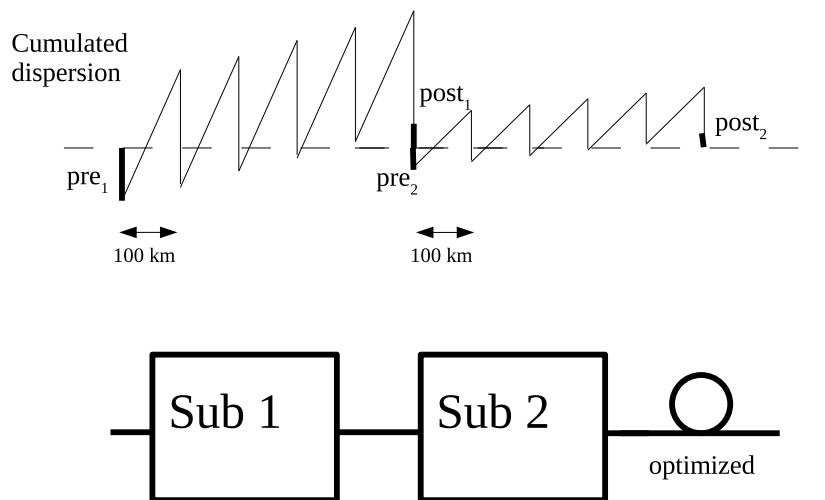 Cumulated
dispersion
post₁
post₂
pre₁
pre₂
100 km
100 km
Sub 1
Sub 2
optimized